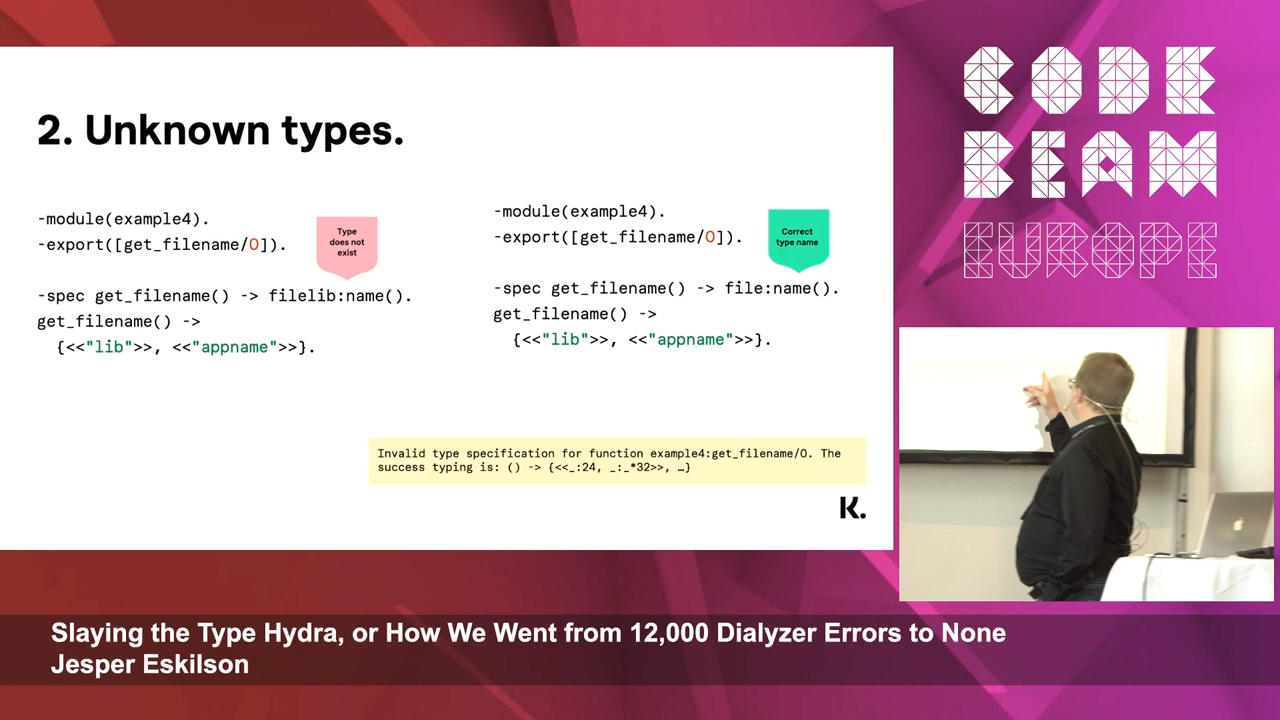 CODE
BEAM
EUROPE
2. Unknown types.
-module(example4).
-export([get_filename/0]).
Type
does not
exist
-spec get_filename() -> filelib:name().
get_filename() ->
{<<"lib">>, <<"appname">>}.
-module(example4).
-export([get_filename/0]).
Correct
type name
-spec get_filename() -> file:name().
get_filename() ->
{<<"lib">>, <<"appname">>}.
Invalid type specification for function example4:get_filename/0. The
success typing is: () -> {<<_:24, _:_*32>>, …}
K.
Slaying the Type Hydra, or How We Went from 12,000 Dialyzer Errors to None
Jesper Eskilson